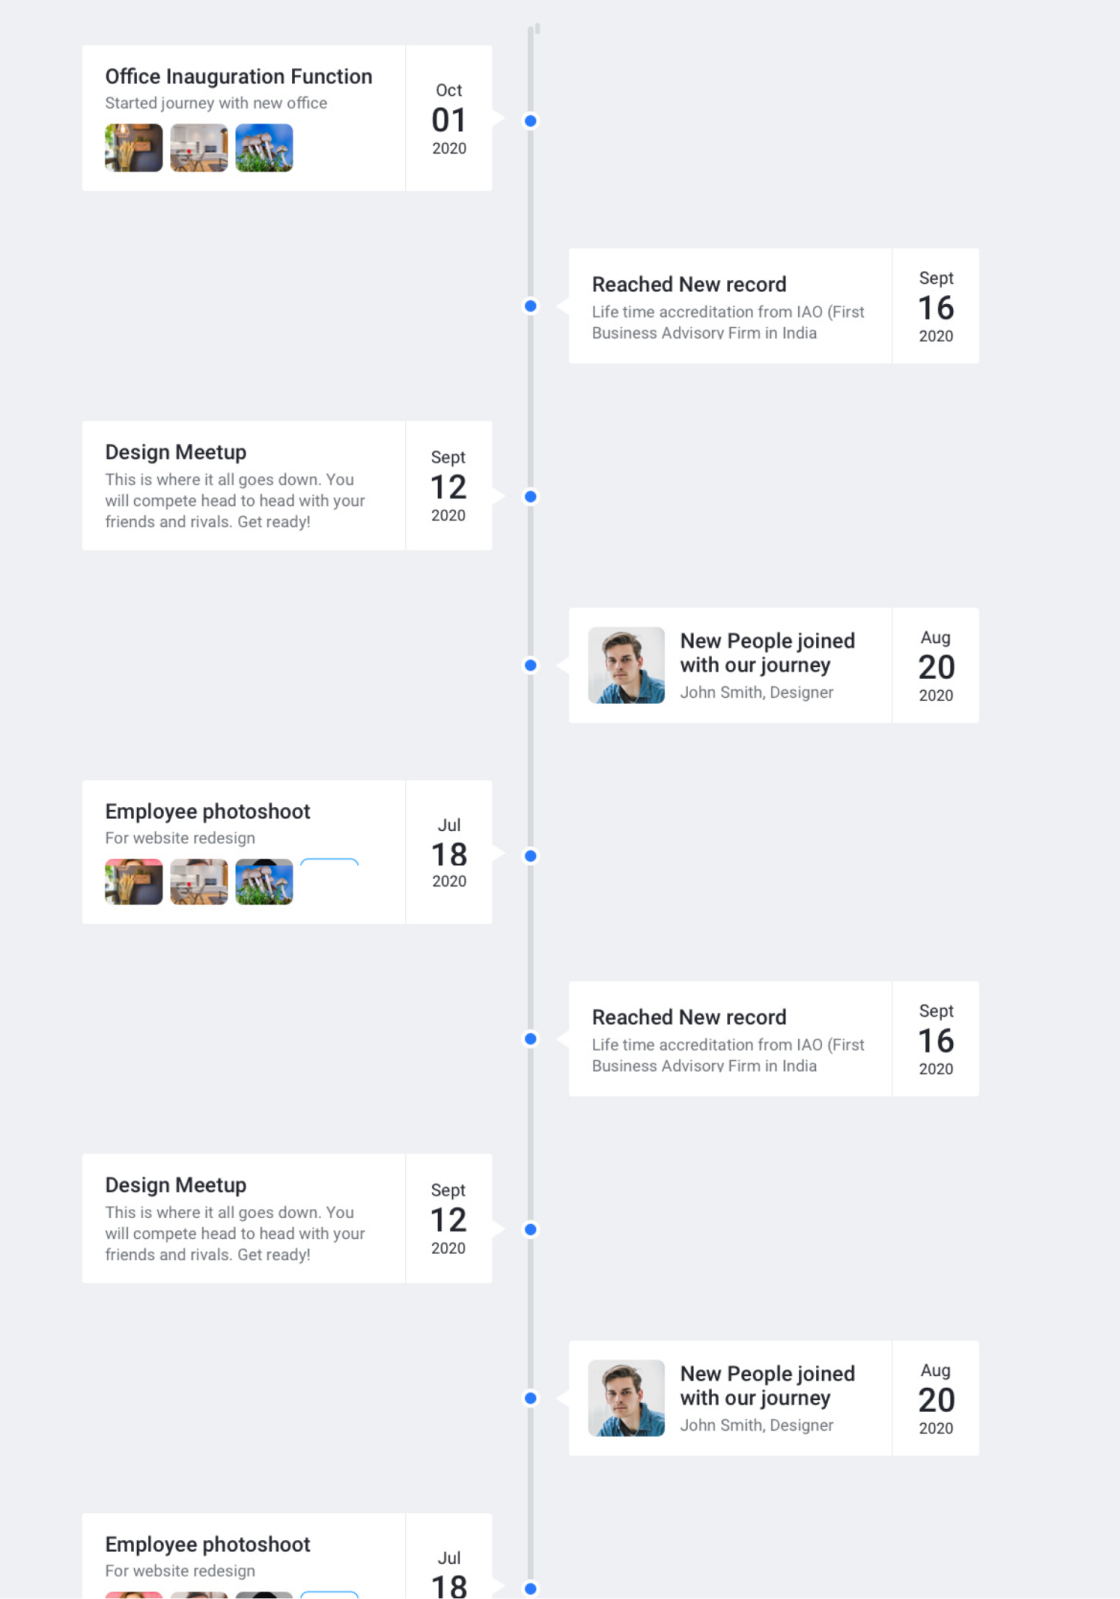 Office Inauguration Function
Started journey with new office
Oct
01
2020
Reached New record
Life time accreditation from IAO (First
Business Advisory Firm in India
Sept
16
2020
Design Meetup
This is where it all goes down. You
will compete head to head with your
friends and rivals. Get ready!
Sept
12
2020
New People joined
with our journey
John Smith, Designer
Aug
20
2020
Employee photoshoot
For website redesign
Jul
18
2020
Reached New record
Life time accreditation from IAO (First
Business Advisory Firm in India
Sept
16
2020
Design Meetup
This is where it all goes down. You
will compete head to head with your
friends and rivals. Get ready!
Sept
12
2020
New People joined
with our journey
John Smith, Designer
Aug
20
2020
Employee photoshoot
For website redesign
Jul
18